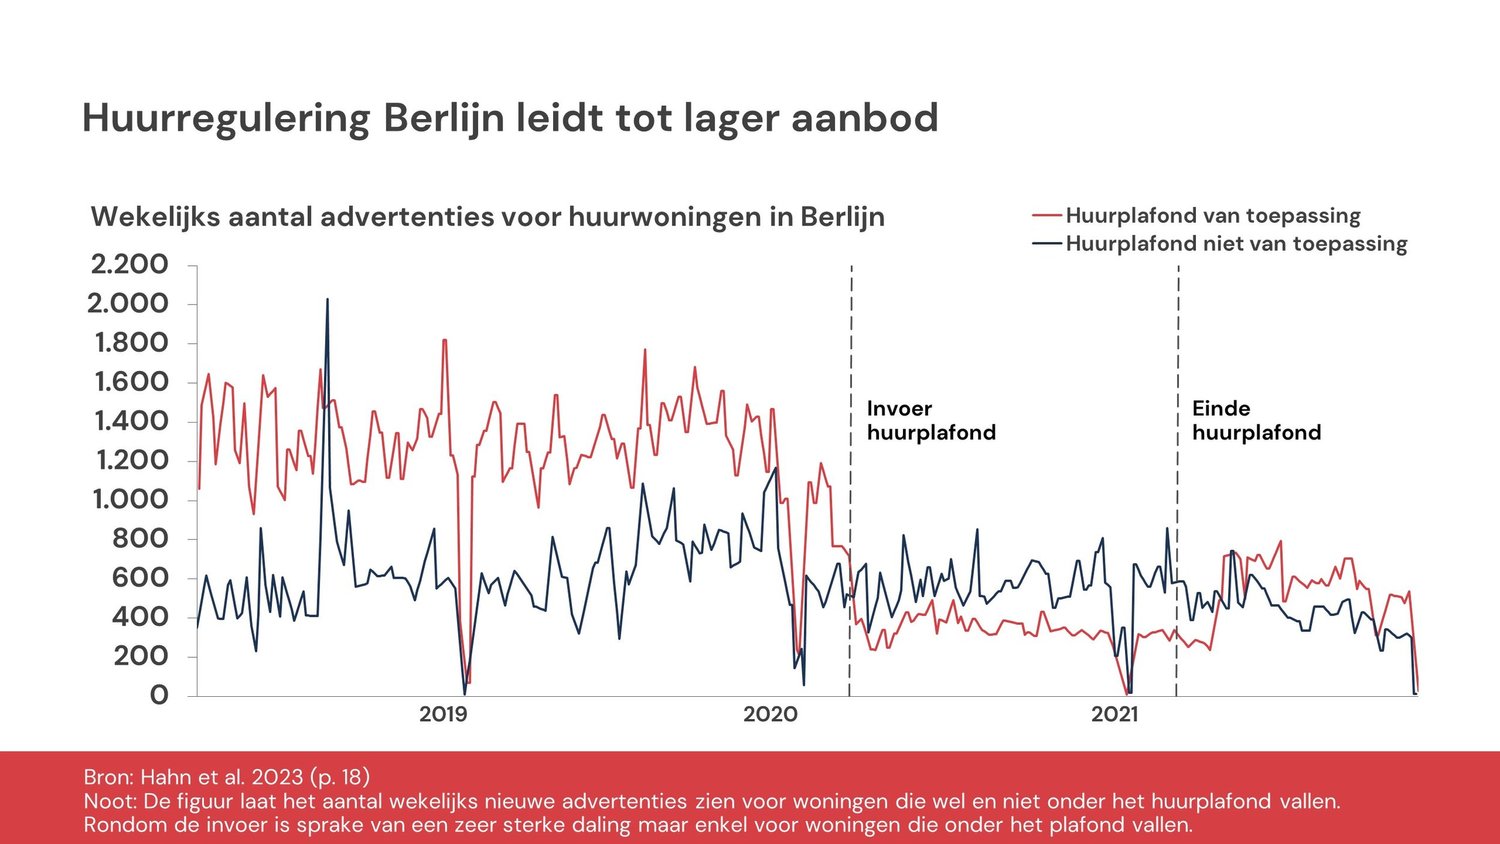 Huurregulering Berlijn leidt tot lager aanbod
Wekelijks aantal advertenties voor huurwoningen in Berlijn
Huurplafond van toepassing
Huurplafond niet van toepassing
2.200
2.000
1.800
1.600
1.400
1.200
1.000
800
600
400
200
0
Invoer
huurplafond
Einde
huurplafond
2019
2020
2021
Bron: Hahn et al. 2023 (p. 18)
Noot: De figuur laat het aantal wekelijks nieuwe advertenties zien voor woningen die wel en niet onder het huurplafond vallen.
Rondom de invoer is sprake van een zeer sterke daling maar enkel voor woningen die onder het plafond vallen.